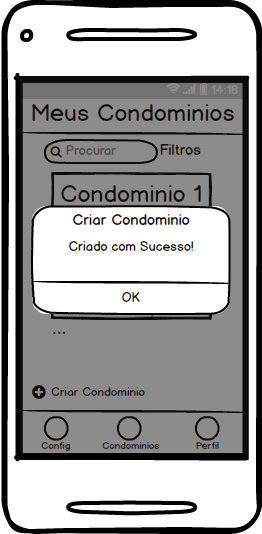 14:18
Meus Condominios
Procurar Filtros
Condominio 1
Criar Condominio
Criado com Sucesso!
OK
...
Criar Condominio
Config Condominios Perfil